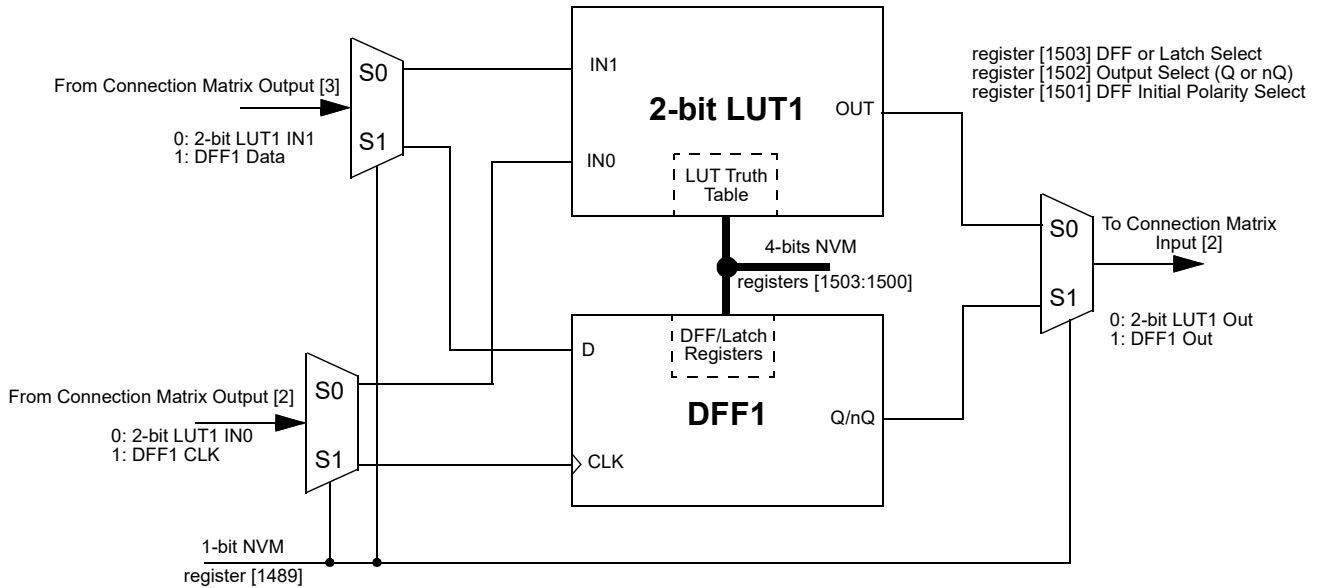 From Connection Matrix Output [3]
0: 2-bit LUT1 IN1
1: DFF1 Data
S0
S1
IN1
IN0
2-bit LUT1
OUT
LUT Truth
Table
register [1503] DFF or Latch Select
register [1502] Output Select (Q or nQ)
register [1501] DFF Initial Polarity Select
4-bits NVM
registers [1503:1500]
S0
S1
To Connection Matrix
Input [2]
0: 2-bit LUT1 Out
1: DFF1 Out
From Connection Matrix Output [2]
0: 2-bit LUT1 IN0
1: DFF1 CLK
S0
S1
D
CLK
DFF/Latch
Registers
DFF1
Q/nQ
1-bit NVM
register [1489]